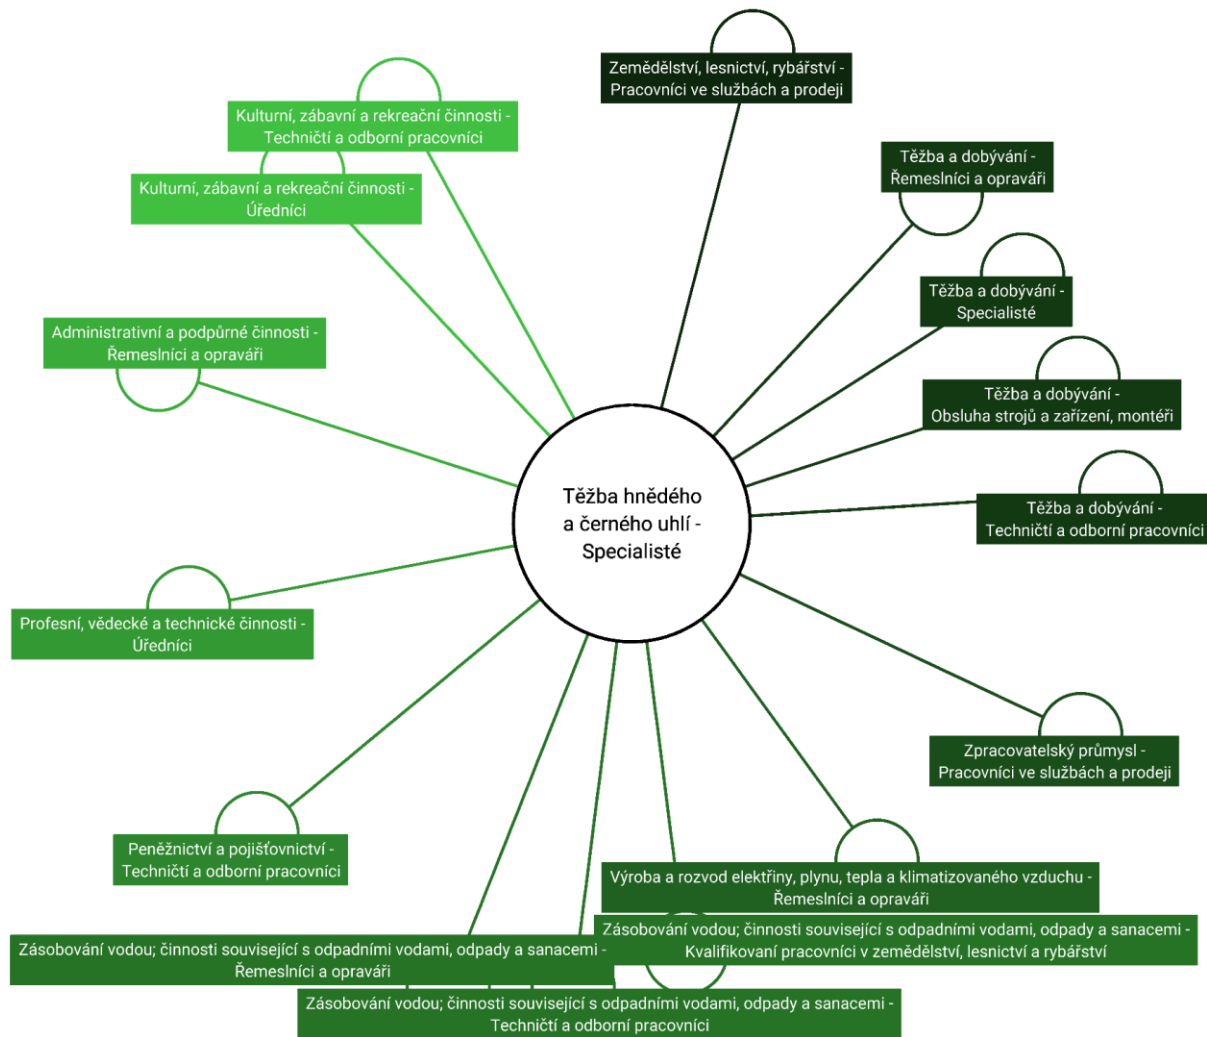 Zemědělství, lesnictví, rybářství -
Pracovníci ve službách a prodeji
Kulturní, zábavní a rekreační činnosti -
Techničtí a odborní pracovníci
Kulturní, zábavní a rekreační činnosti -
Úředníci
Těžba a dobývání -
Řemeslníci a opraváři
Těžba a dobývání -
Specialisté
Administrativní a podpůrné činnosti -
Řemeslníci a opraváři
Těžba a dobývání -
Obsluha strojů a zařízení, montéři
Těžba hnědého
a černého uhlí -
Specialisté
Těžba a dobývání -
Techničtí a odborní pracovníci
Profesní, vědecké a technické činnosti -
Úředníci
Zpracovatelský průmysl -
Pracovníci ve službách a prodeji
Peněžnictví a pojišťovnictví -
Techničtí a odborní pracovníci
Výroba a rozvod elektřiny, plynu, tepla a klimatizovaného vzduchu -
Řemeslníci a opraváři
Zásobování vodou; činnosti související s odpadními vodami, odpady a sanacemi -
Kvalifikovaní pracovníci v zemědělství, lesnictví a rybářství
Zásobování vodou; činnosti související s odpadními vodami, odpady a sanacemi -
Řemeslníci a opraváři
Zásobování vodou; činnosti související s odpadními vodami, odpady a sanacemi -
Techničtí a odborní pracovníci